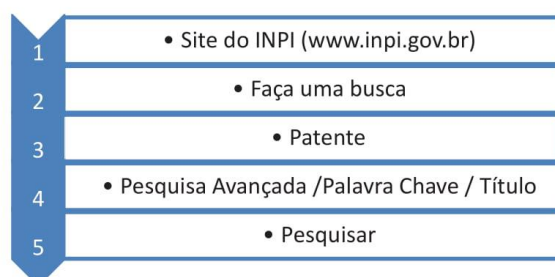 1 • Site do INPI (www.inpi.gov.br)
2 • Faça uma busca
3 • Patente
4 • Pesquisa Avançada /Palavra Chave / Título
5 • Pesquisar